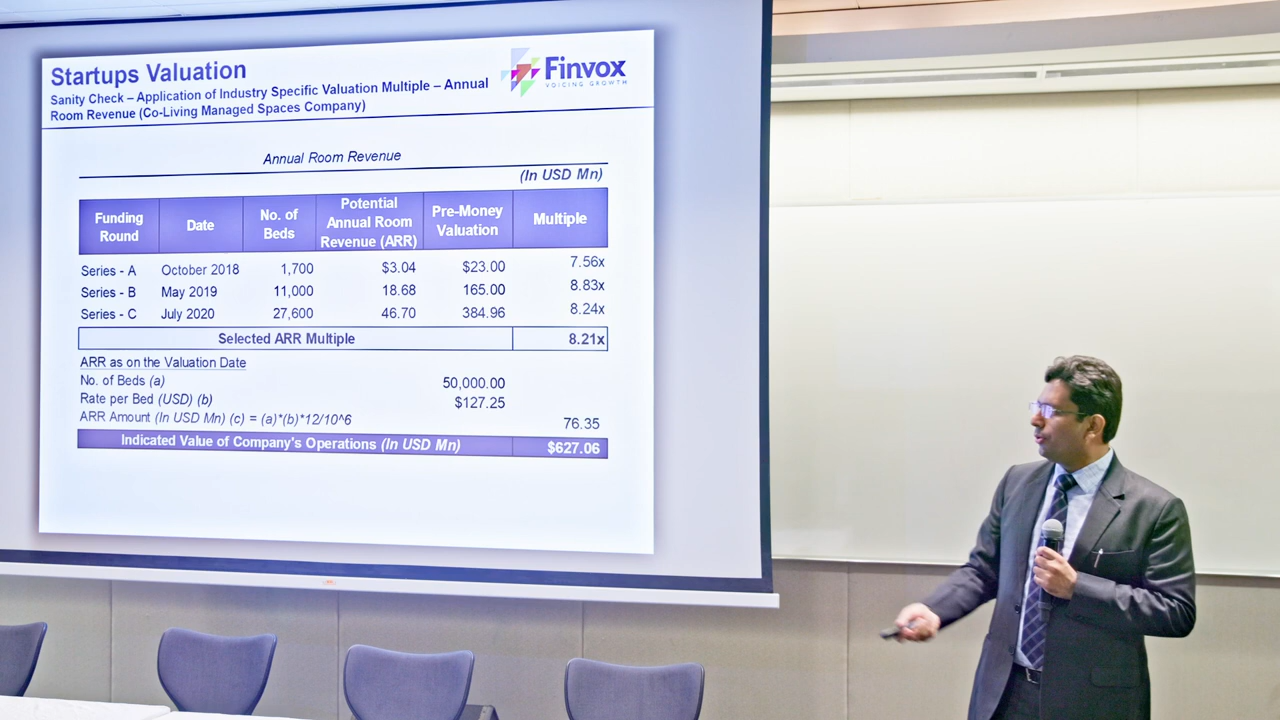 Startups Valuation
Finvox
VOICING GROWTH
Sanity Check – Application of Industry Specific Valuation Multiple – Annual
Room Revenue (Co-Living Managed Spaces Company)
Annual Room Revenue
(In USD Mn)
Funding Round Date No. of Beds Potential Annual Room Revenue (ARR) Pre-Money Valuation Multiple
Series - A October 2018 1,700 $3.04 $23.00 7.56x
Series - B May 2019 11,000 18.68 165.00 8.83x
Series - C July 2020 27,600 46.70 384.96 8.24x
Selected ARR Multiple 8.21x
ARR as on the Valuation Date
No. of Beds (a) 50,000.00
Rate per Bed (USD) (b) $127.25
ARR Amount (In USD Mn) (c) = (a)*(b)*12/10^6 76.35
Indicated Value of Company's Operations (In USD Mn) $627.06